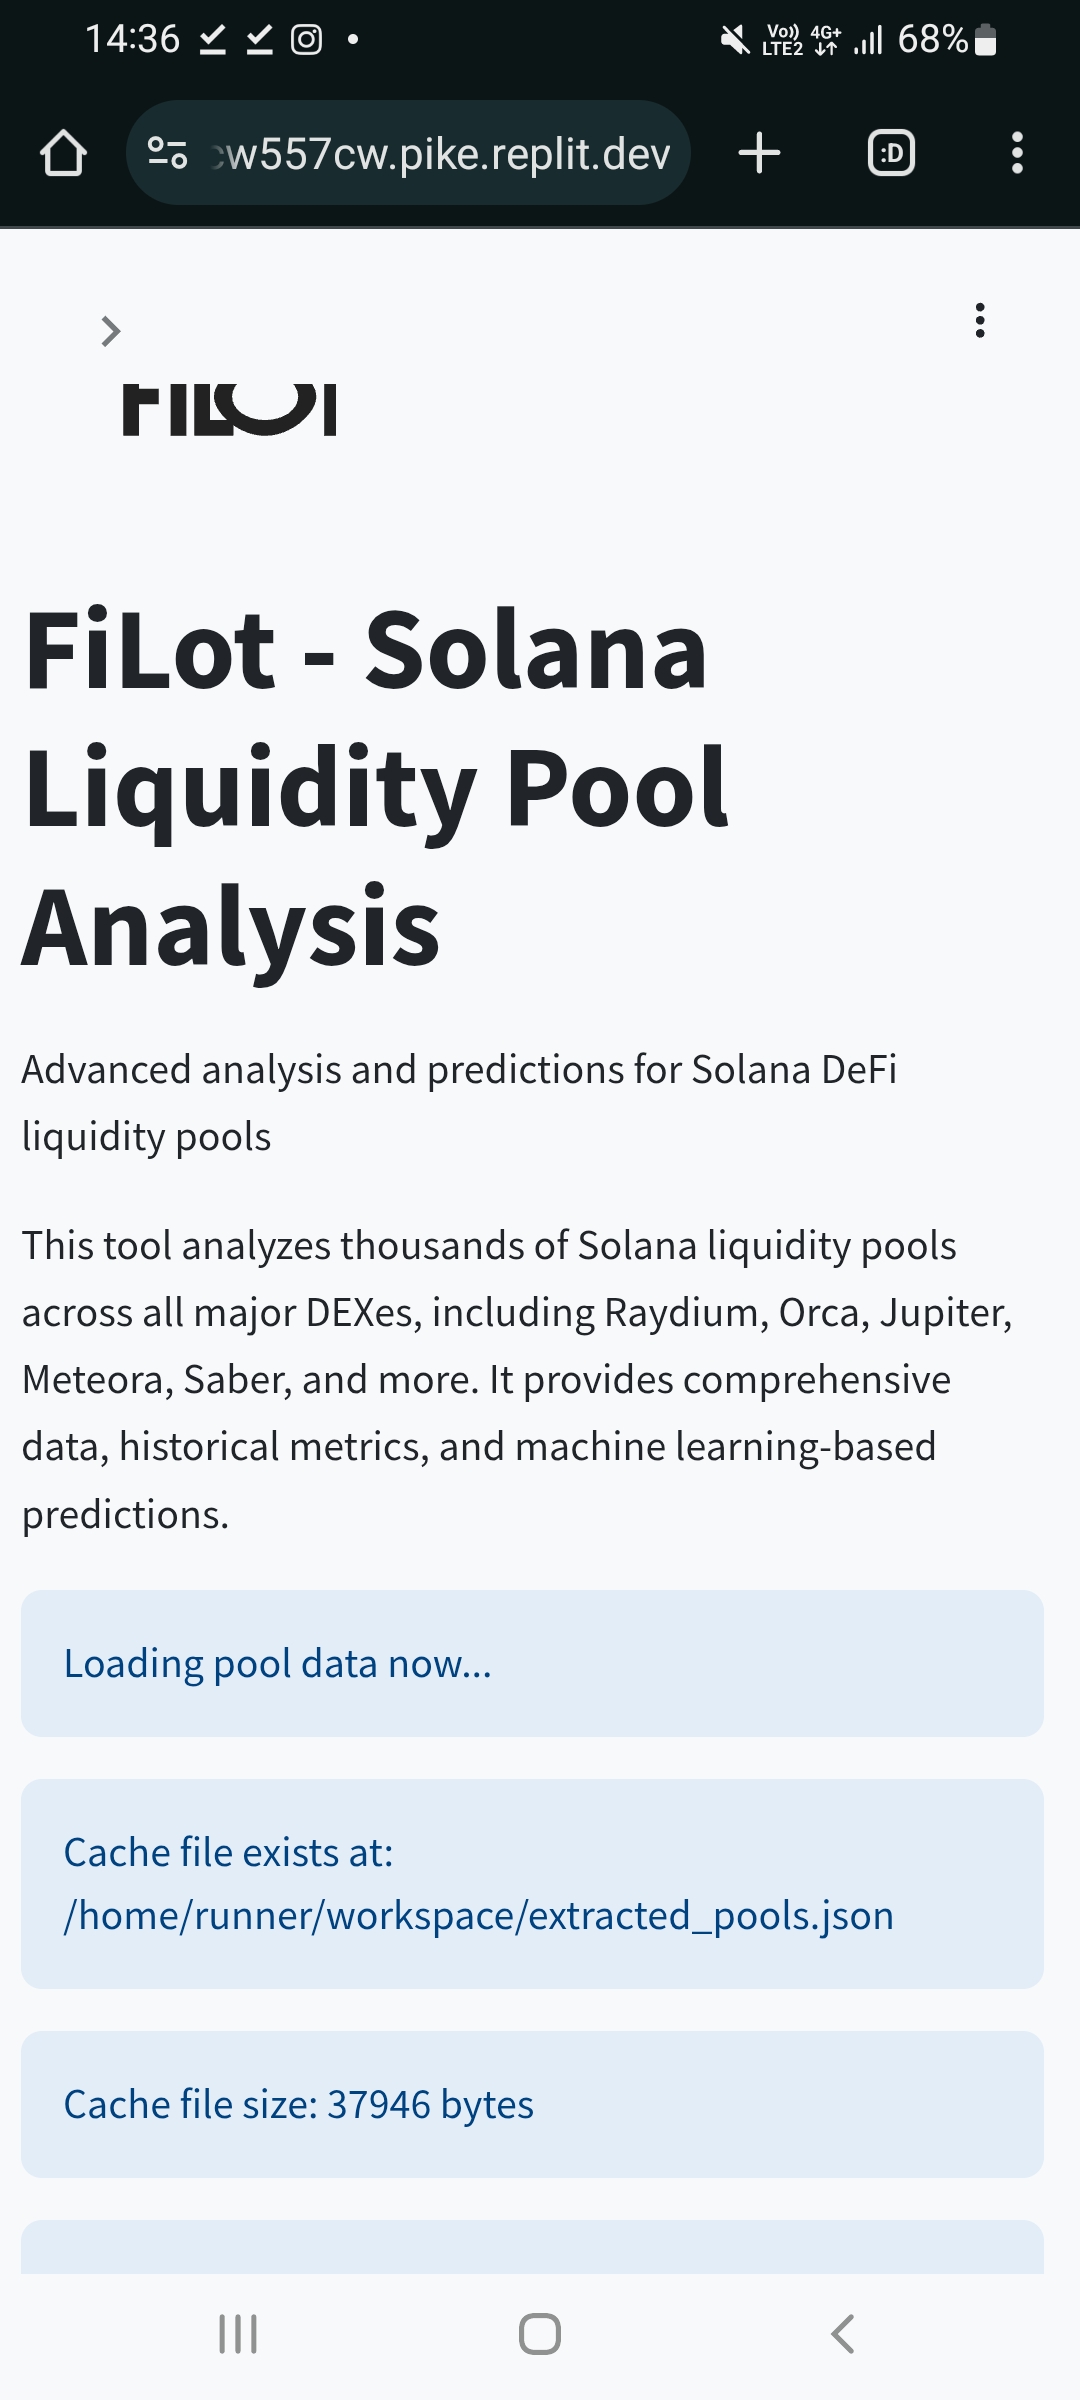 14:36
Vo)) LTE2 4G+ 68%
cw557cw.pike.replit.dev
:D
FiLOT
FiLot - Solana
Liquidity Pool
Analysis
Advanced analysis and predictions for Solana DeFi
liquidity pools
This tool analyzes thousands of Solana liquidity pools
across all major DEXes, including Raydium, Orca, Jupiter,
Meteora, Saber, and more. It provides comprehensive
data, historical metrics, and machine learning-based
predictions.
Loading pool data now...
Cache file exists at:
/home/runner/workspace/extracted_pools.json
Cache file size: 37946 bytes